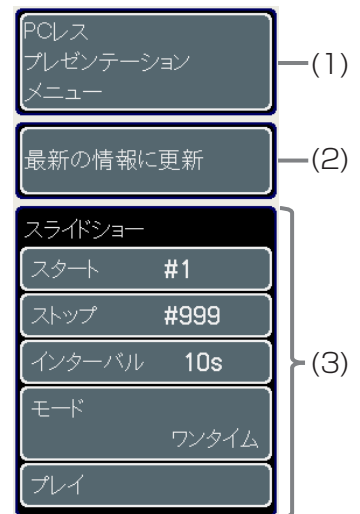 PCレス
プレゼンテーション
メニュー
(1)
最新の情報に更新
(2)
スライドショー
スタート #1
ストップ #999
インターバル 10s
(3)
モード
ワンタイム
プレイ